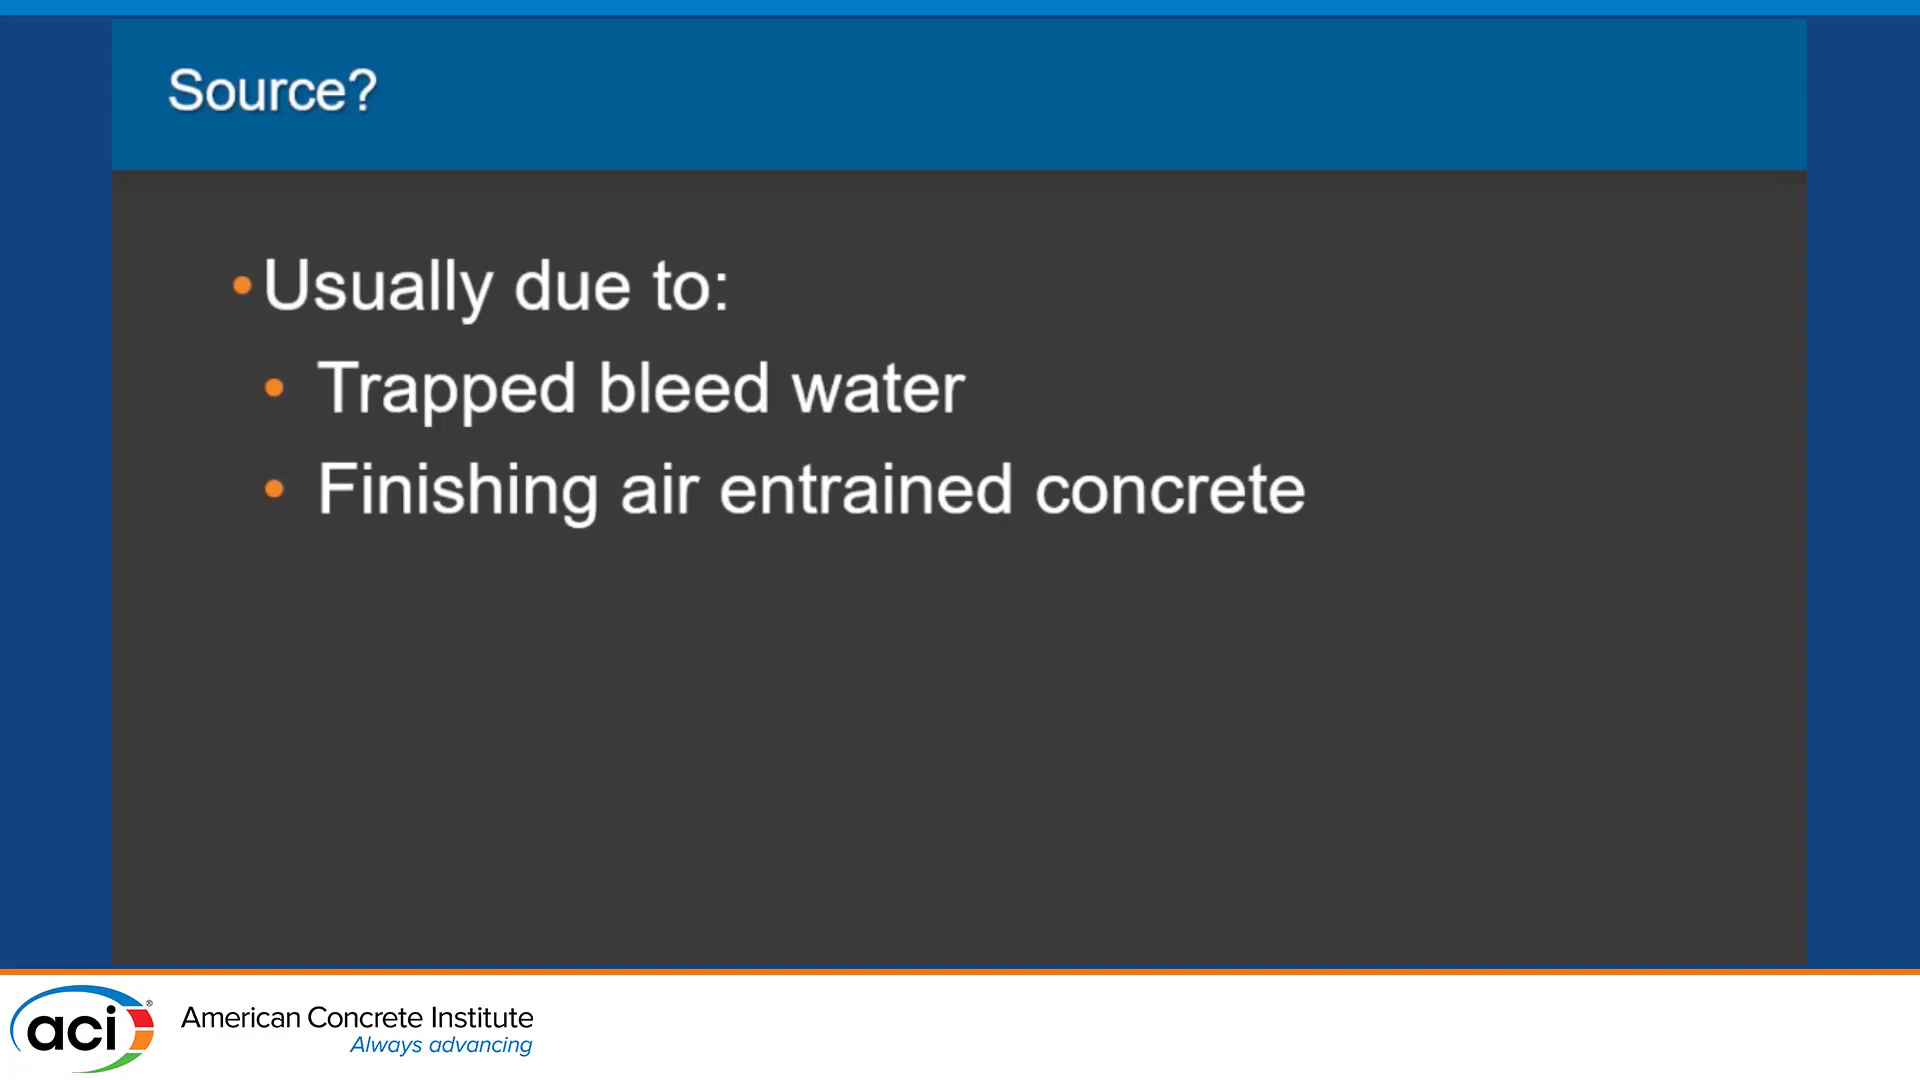 Source?
•Usually due to:
• Trapped bleed water
• Finishing air entrained concrete
aci®
American Concrete Institute
Always advancing